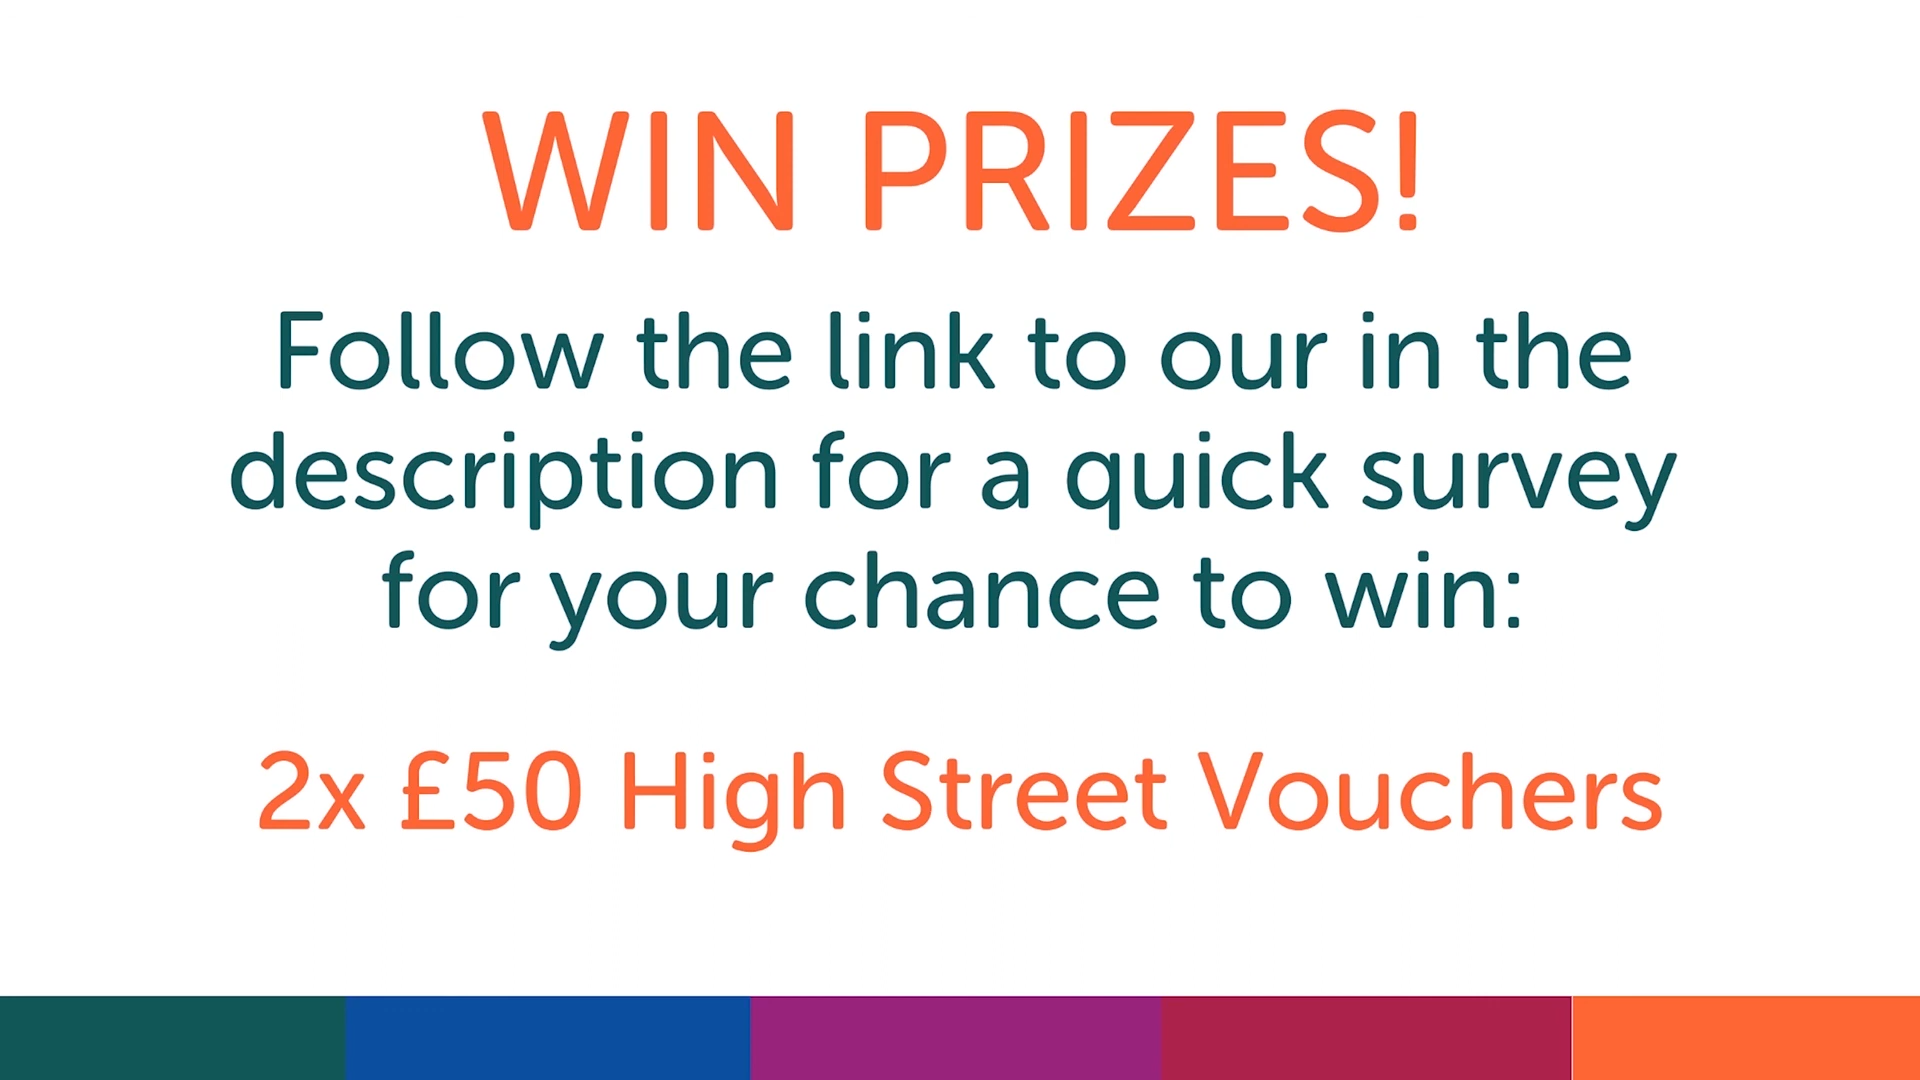 WIN PRIZES!
Follow the link to our in the
description for a quick survey
for your chance to win:
2x £50 High Street Vouchers